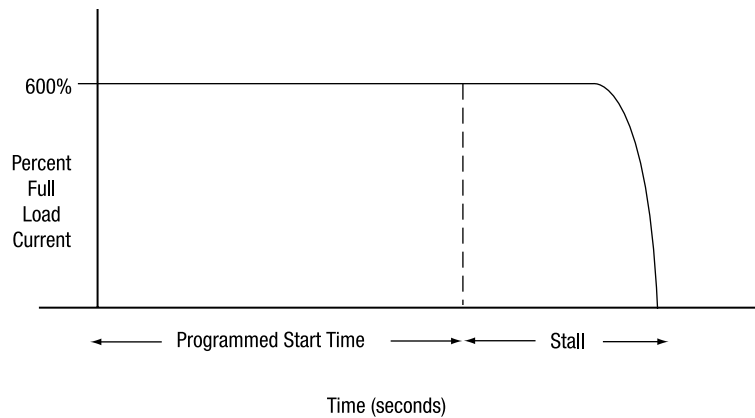 600%
Percent
Full
Load
Current
Programmed Start Time
Stall
Time (seconds)